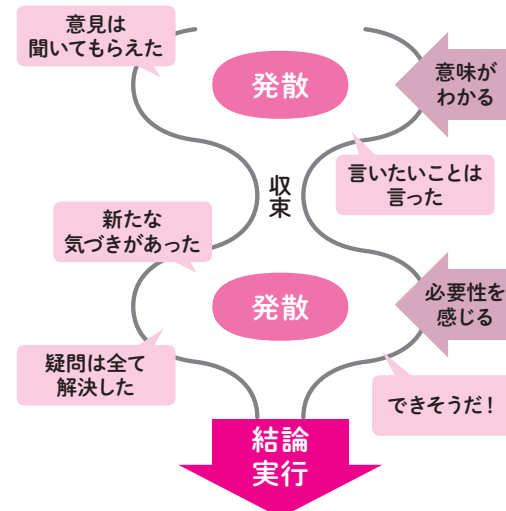 意見は
聞いてもらえた
発散
意味が
わかる
言いたいことは
言った
収
束
新たな
気づきがあった
発散
必要性を
感じる
疑問は全て
解決した
できそうだ！
結論
実行